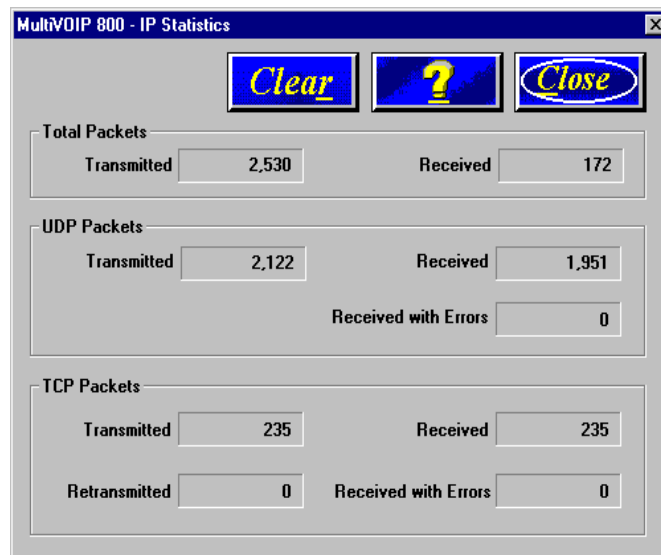 MultiVOIP 800 - IP Statistics
Clear ? Close
Total Packets
Transmitted 2,530 Received 172
UDP Packets
Transmitted 2,122 Received 1,951
Received with Errors 0
TCP Packets
Transmitted 235 Received 235
Retransmitted 0 Received with Errors 0